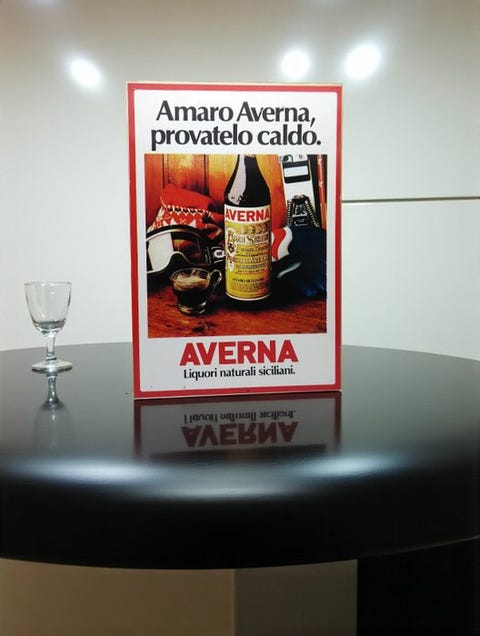 Amaro Averna,
provatelo caldo.
AVERNA
AVERNA
Liquori naturali siciliani.